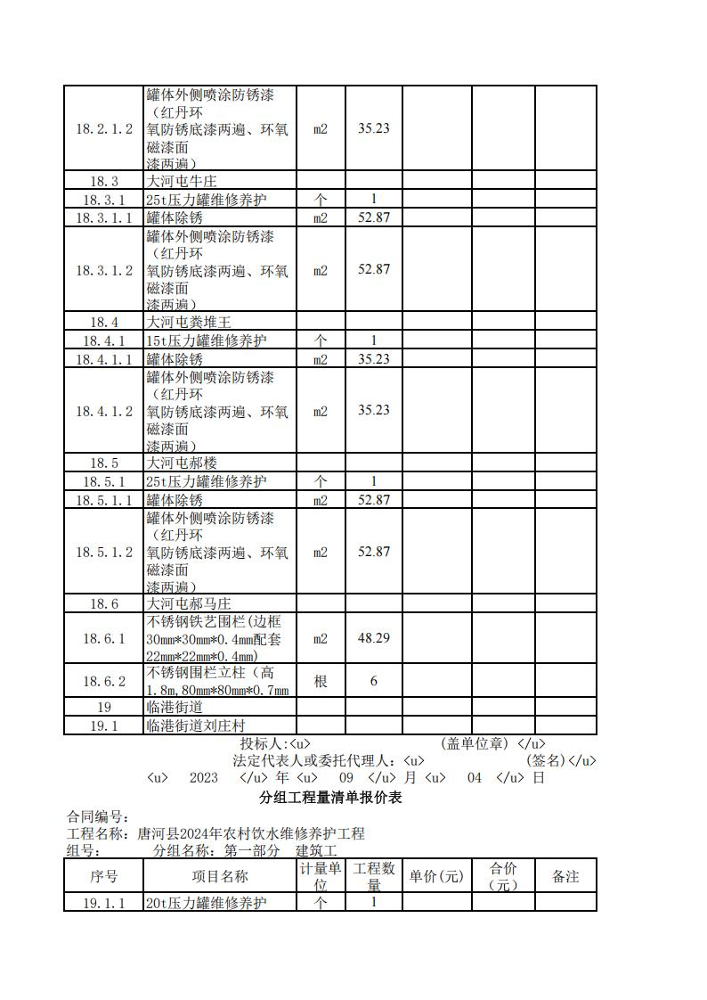 罐体外侧喷涂防锈漆
（红丹环
18.2.1.2 氧防锈底漆两遍、环氧 m2 35.23
磁漆面
漆两遍）
18.3 大河屯牛庄
18.3.1 25t压力罐维修养护 个 1
18.3.1.1 罐体除锈 m2 52.87
罐体外侧喷涂防锈漆
（红丹环
18.3.1.2 氧防锈底漆两遍、环氧 m2 52.87
磁漆面
漆两遍）
18.4 大河屯粪堆王
18.4.1 15t压力罐维修养护 个 1
18.4.1.1 罐体除锈 m2 35.23
罐体外侧喷涂防锈漆
（红丹环
18.4.1.2 氧防锈底漆两遍、环氧 m2 35.23
磁漆面
漆两遍）
18.5 大河屯郝楼
18.5.1 25t压力罐维修养护 个 1
18.5.1.1 罐体除锈 m2 52.87
罐体外侧喷涂防锈漆
（红丹环
18.5.1.2 氧防锈底漆两遍、环氧 m2 52.87
磁漆面
漆两遍）
18.6 大河屯郝马庄
不锈钢铁艺围栏(边框
18.6.1 30mm*30mm*0.4mm配套 m2 48.29
22mm*22mm*0.4mm)
不锈钢围栏立柱（高
18.6.2 1.8m,80mm*80mm*0.7mm 根 6
19 临港街道
19.1 临港街道刘庄村
投标人:<u> (盖单位章) </u>
法定代表人或委托代理人: <u> (签名)</u>
<u> 2023 </u> 年 <u> 09 </u> 月 <u> 04 </u> 日
分组工程量清单报价表
合同编号:
工程名称: 唐河县2024年农村饮水维修养护工程
组号: 分组名称: 第一部分 建筑工
序号 项目名称 计量单位 工程数量 单价(元) 合价（元） 备注
19.1.1 20t压力罐维修养护 个 1